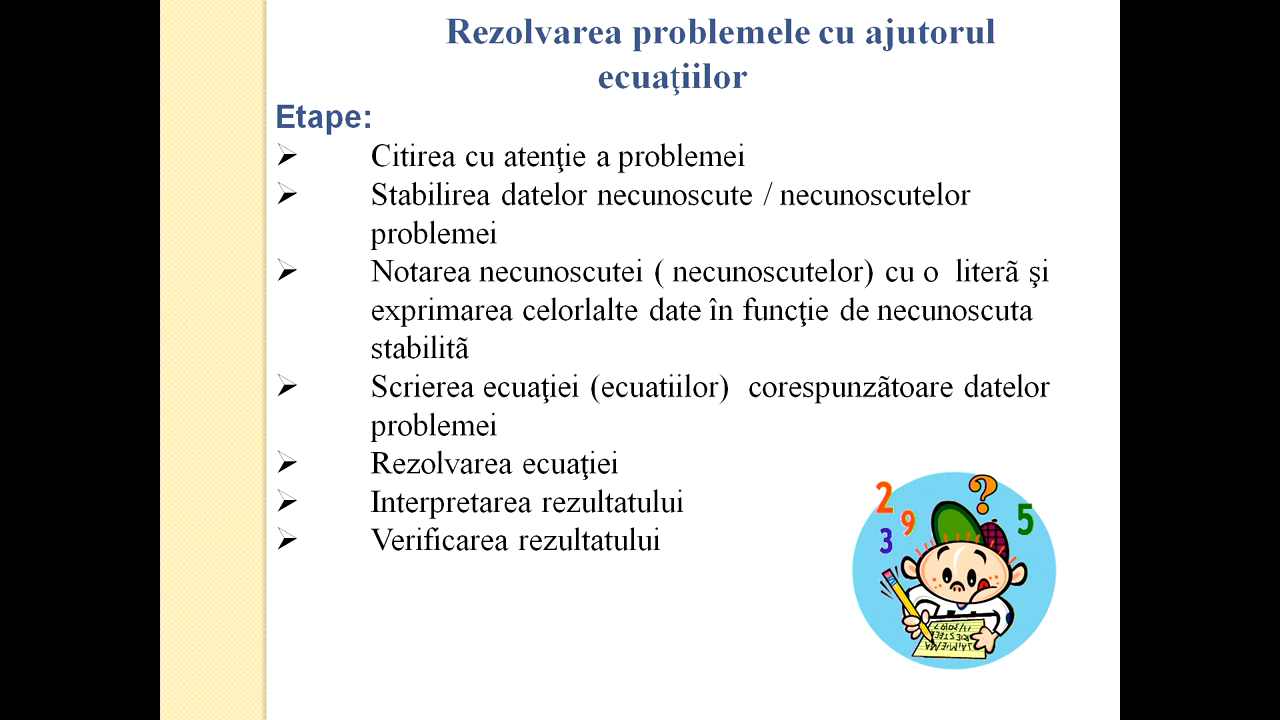 Rezolvarea problemele cu ajutorul
ecuaţiilor
Etape:
Citirea cu atenţie a problemei
Stabilirea datelor necunoscute / necunoscutelor
problemei
Notarea necunoscutei ( necunoscutelor) cu o literã şi
exprimarea celorlalte date în funcţie de necunoscuta
stabilitã
Scrierea ecuaţiei (ecuatiilor) corespunzãtoare datelor
problemei
Rezolvarea ecuaţiei
Interpretarea rezultatului
Verificarea rezultatului
2
?
9
5
3